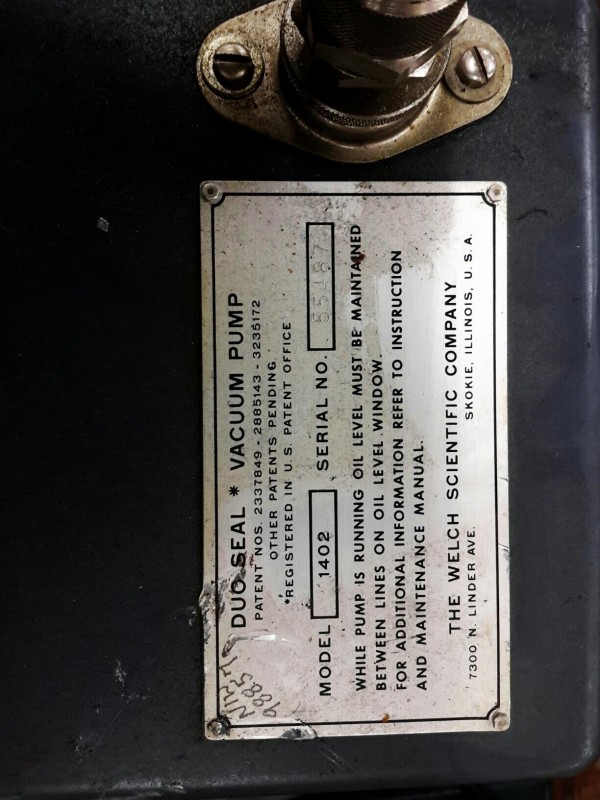 DUO SEAL * VACUUM PUMP
PATENT NOS. 2337849 - 2885143 - 3236172
OTHER PATENTS PENDING
*REGISTERED IN U.S. PATENT OFFICE
MODEL 1402 SERIAL NO. 55487
WHILE PUMP IS RUNNING OIL LEVEL MUST BE MAINTAINED
BETWEEN LINES ON OIL LEVEL WINDOW.
FOR ADDITIONAL INFORMATION REFER TO INSTRUCTION
AND MAINTENANCE MANUAL.
THE WELCH SCIENTIFIC COMPANY
7300 N. LINDER AVE. SKOKIE, ILLINOIS, U.S.A.